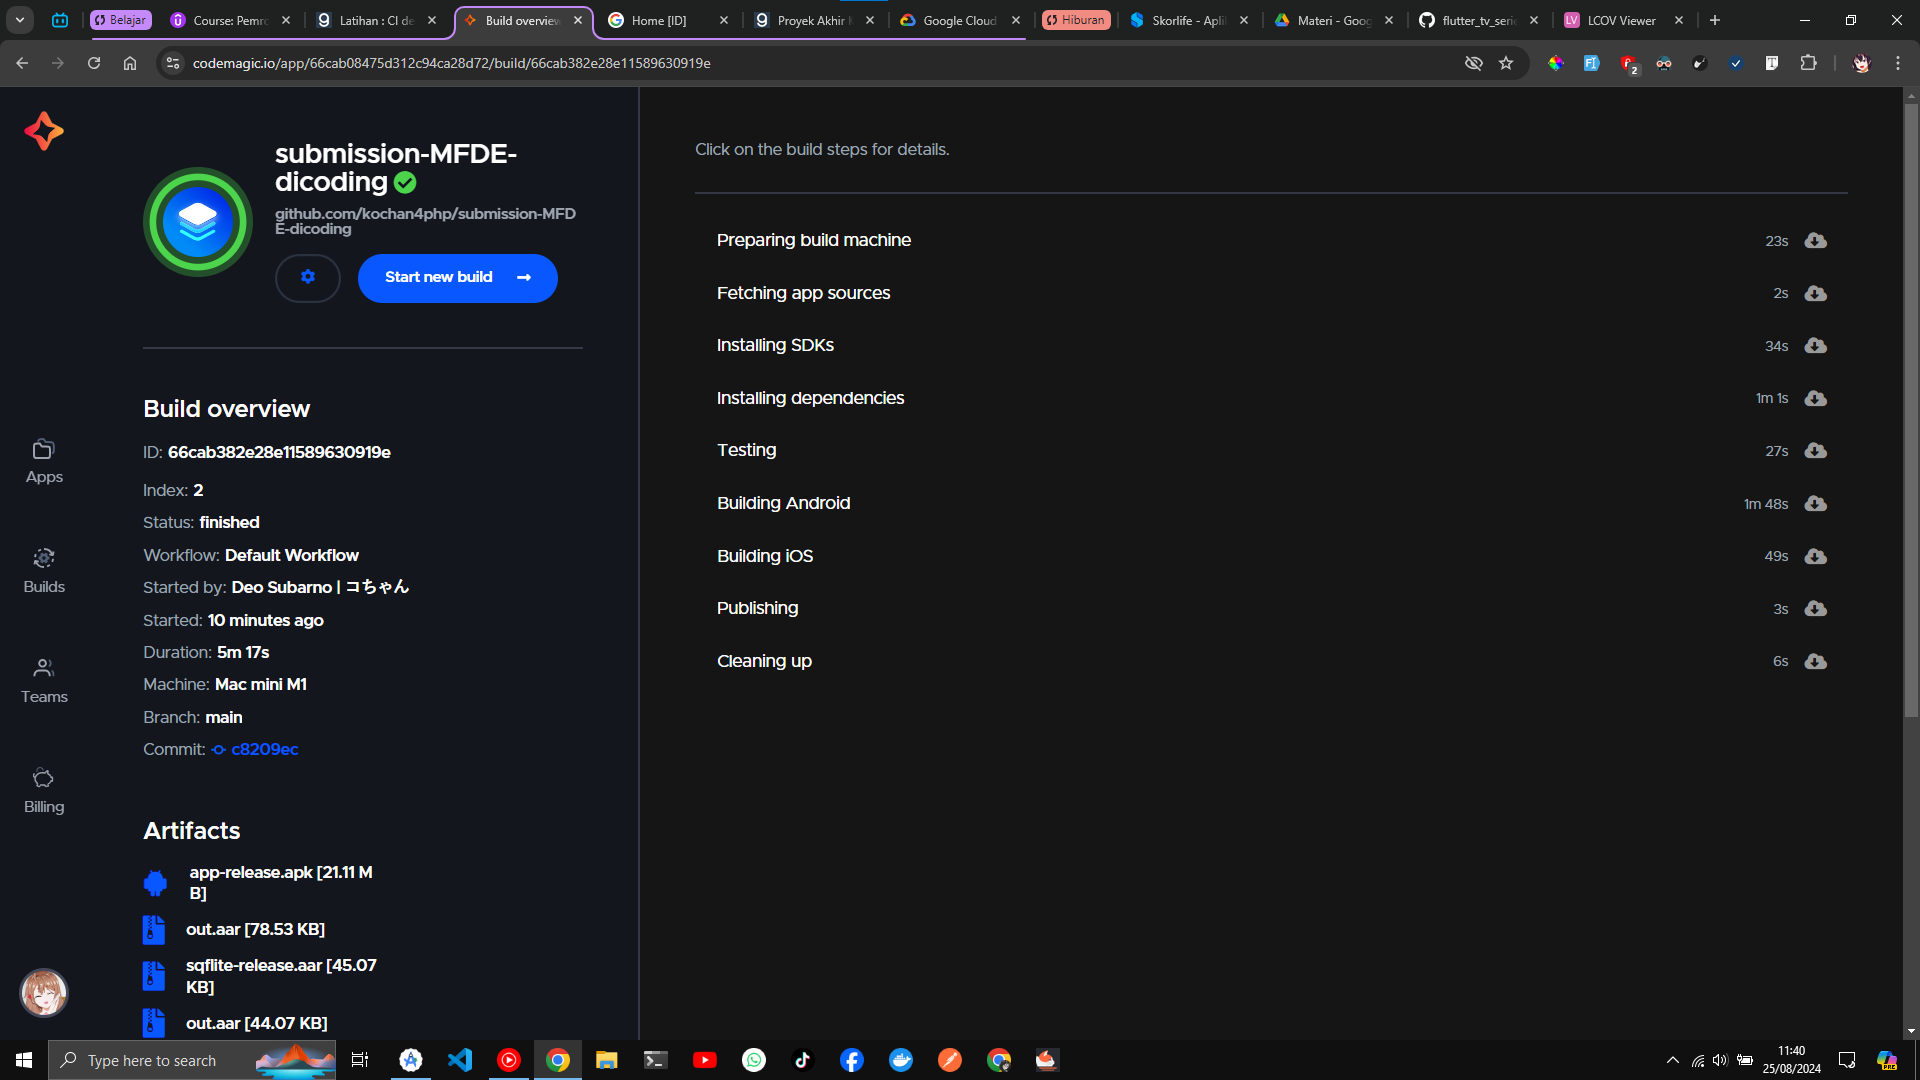 Belajar
Course: Pemro
Latihan : CI de
Build overview
Home [ID]
Proyek Akhir
Google Cloud
Hiburan
Skorlife - Apli
Materi - Goog
flutter_tv_serie
LV
LCOV Viewer
codemagic.io/app/66cab08475d312c94ca28d72/build/66cab382e28e11589630919e
2
submission-MFDE-
dicoding
github.com/kochan4php/submission-MFD
E-dicoding
Start new build
Build overview
ID: 66cab382e28e11589630919e
Index: 2
Status: finished
Workflow: Default Workflow
Started by: Deo Subarno | コちゃん
Started: 10 minutes ago
Duration: 5m 17s
Machine: Mac mini M1
Branch: main
Commit: c8209ec
Artifacts
app-release.apk [21.11 M
B]
out.aar [78.53 KB]
sqflite-release.aar [45.07
KB]
out.aar [44.07 KB]
Apps
Builds
Teams
Billing
Click on the build steps for details.
Preparing build machine 23s
Fetching app sources 2s
Installing SDKs 34s
Installing dependencies 1m 1s
Testing 27s
Building Android 1m 48s
Building iOS 49s
Publishing 3s
Cleaning up 6s
Type here to search
11:40
25/08/2024